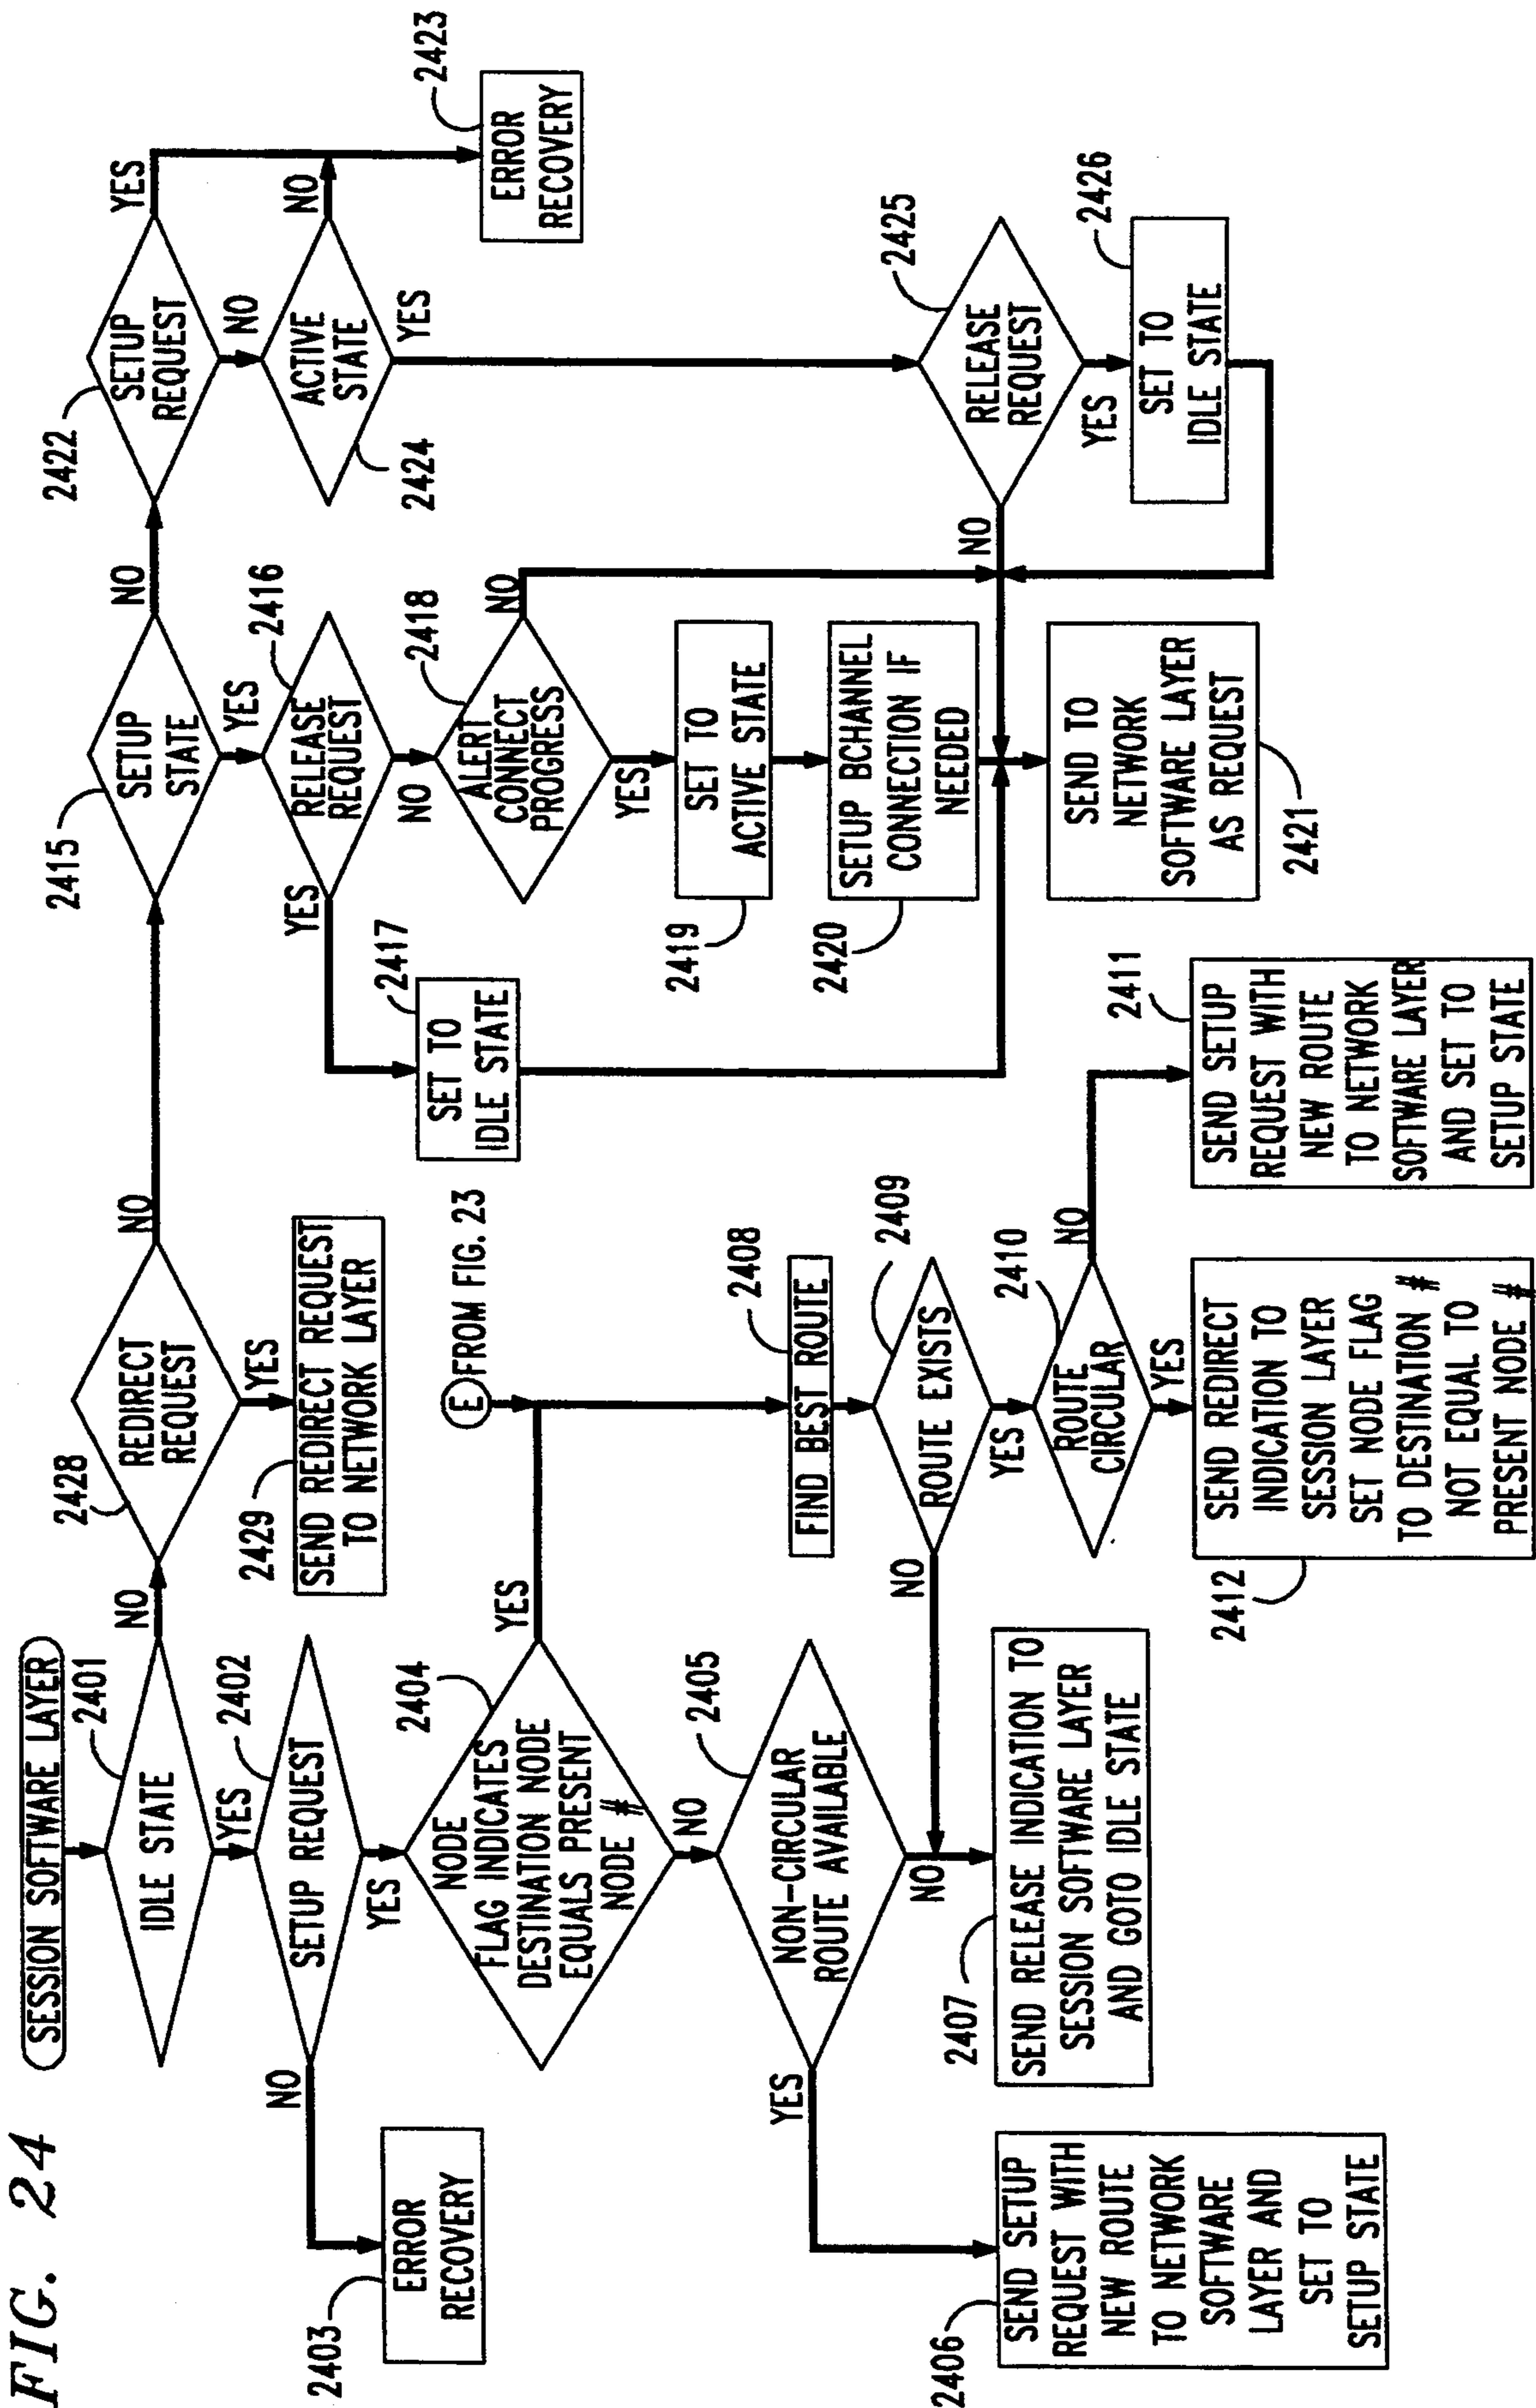 FIG. 24
SESSION SOFTWARE LAYER
2401
IDLE STATE
NO
YES
2402
SETUP REQUEST
NO
YES
2403
ERROR
RECOVERY
2404
NODE
FLAG INDICATES
DESTINATION NODE
EQUALS PRESENT
NODE #
YES
NO
2405
NON-CIRCULAR
ROUTE AVAILABLE
YES
NO
2406
SEND SETUP
REQUEST WITH
NEW ROUTE
TO NETWORK
SOFTWARE
LAYER AND
SET TO
SETUP STATE
2407
SEND RELEASE INDICATION TO
SESSION SOFTWARE LAYER
AND GOTO IDLE STATE
2428
REDIRECT
REQUEST
NO
YES
2429
SEND REDIRECT REQUEST
TO NETWORK LAYER
E
FROM FIG. 23
2408
FIND BEST ROUTE
2409
ROUTE EXISTS
NO
YES
2410
ROUTE
CIRCULAR
NO
YES
2411
SEND SETUP
REQUEST WITH
NEW ROUTE
TO NETWORK
SOFTWARE LAYER
AND SET TO
SETUP STATE
2412
SEND REDIRECT
INDICATION TO
SESSION LAYER
SET NODE FLAG
TO DESTINATION #
NOT EQUAL TO
PRESENT NODE #
2415
SETUP
STATE
NO
YES
2416
RELEASE
REQUEST
YES
NO
2417
SET TO
IDLE STATE
2418
ALERT
CONNECT
PROGRESS
NO
YES
2419
SET TO
ACTIVE STATE
2420
SETUP BCHANNEL
CONNECTION IF
NEEDED
2421
SEND TO
NETWORK
SOFTWARE LAYER
AS REQUEST
2422
SETUP
REQUEST
YES
NO
2423
ERROR
RECOVERY
2424
ACTIVE
STATE
NO
YES
2425
RELEASE
REQUEST
NO
YES
2426
SET TO
IDLE STATE